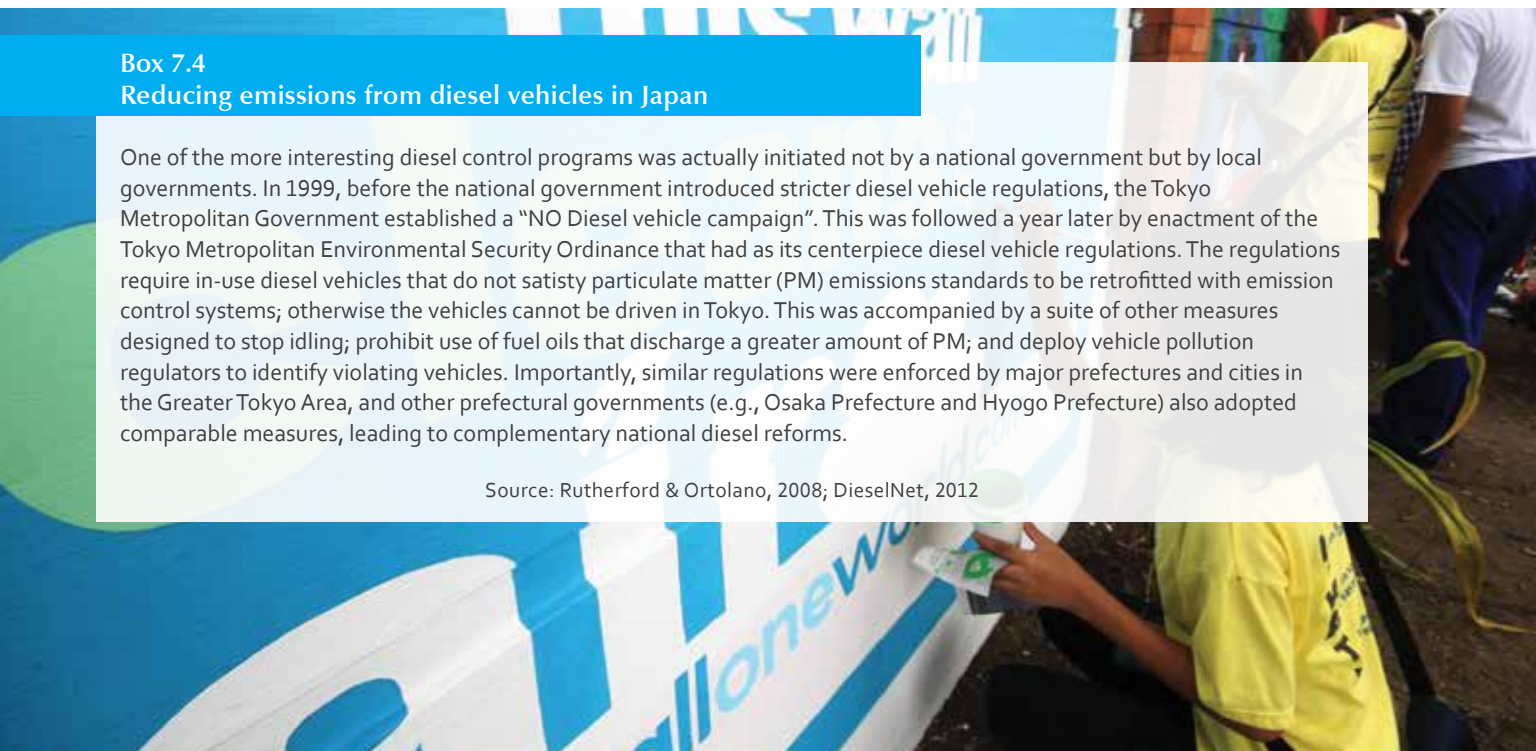 This wall
Box 7.4
Reducing emissions from diesel vehicles in Japan
One of the more interesting diesel control programs was actually initiated not by a national government but by local
governments. In 1999, before the national government introduced stricter diesel vehicle regulations, the Tokyo
Metropolitan Government established a “NO Diesel vehicle campaign”. This was followed a year later by enactment of the
Tokyo Metropolitan Environmental Security Ordinance that had as its centerpiece diesel vehicle regulations. The regulations
require in-use diesel vehicles that do not satisty particulate matter (PM) emissions standards to be retrofitted with emission
control systems; otherwise the vehicles cannot be driven in Tokyo. This was accompanied by a suite of other measures
designed to stop idling; prohibit use of fuel oils that discharge a greater amount of PM; and deploy vehicle pollution
regulators to identify violating vehicles. Importantly, similar regulations were enforced by major prefectures and cities in
the Greater Tokyo Area, and other prefectural governments (e.g., Osaka Prefecture and Hyogo Prefecture) also adopted
comparable measures, leading to complementary national diesel reforms.
Source: Rutherford & Ortolano, 2008; DieselNet, 2012
alloneworld.com